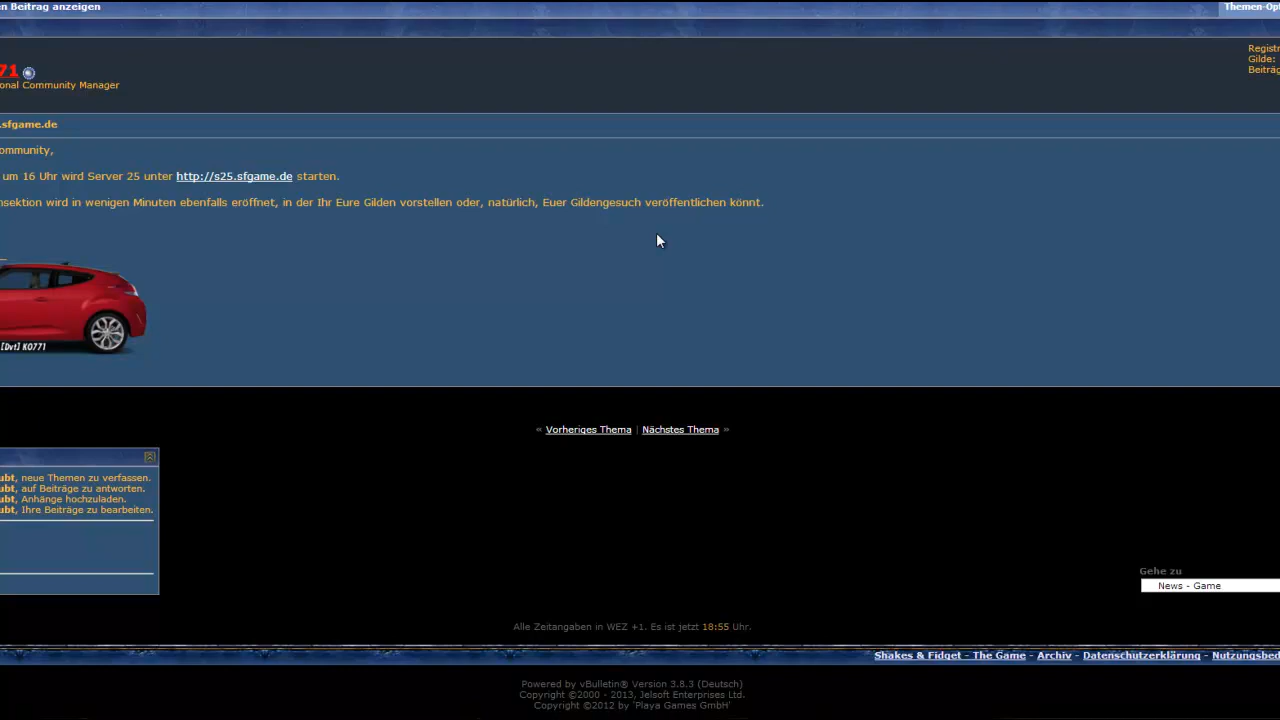 n Beitrag anzeigen
Themen-Opt
71
onal Community Manager
Registr
Gilde:
Beiträg
.sfgame.de
ommunity,
um 16 Uhr wird Server 25 unter http://s25.sfgame.de starten.
nsektion wird in wenigen Minuten ebenfalls eröffnet, in der Ihr Eure Gilden vorstellen oder, natürlich, Euer Gildengesuch veröffentlichen könnt.
[Dvt] KO771
« Vorheriges Thema | Nächstes Thema »
ubt, neue Themen zu verfassen.
ubt, auf Beiträge zu antworten.
ubt, Anhänge hochzuladen.
ubt, Ihre Beiträge zu bearbeiten.
Gehe zu
News - Game
Alle Zeitangaben in WEZ +1. Es ist jetzt 18:55 Uhr.
Shakes & Fidget - The Game - Archiv - Datenschutzerklärung - Nutzungsbed
Powered by vBulletin® Version 3.8.3 (Deutsch)
Copyright ©2000 - 2013, Jelsoft Enterprises Ltd.
Copyright ©2012 by 'Playa Games GmbH'